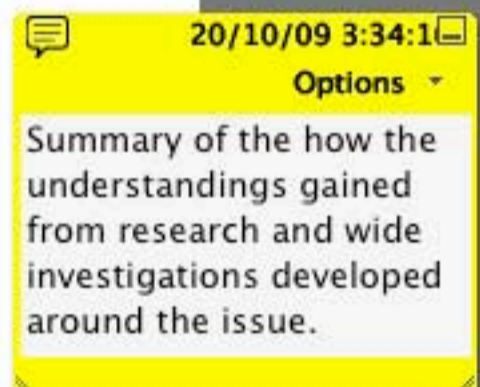 20/10/09 3:34:1
Options
Summary of the how the
understandings gained
from research and wide
investigations developed
around the issue.